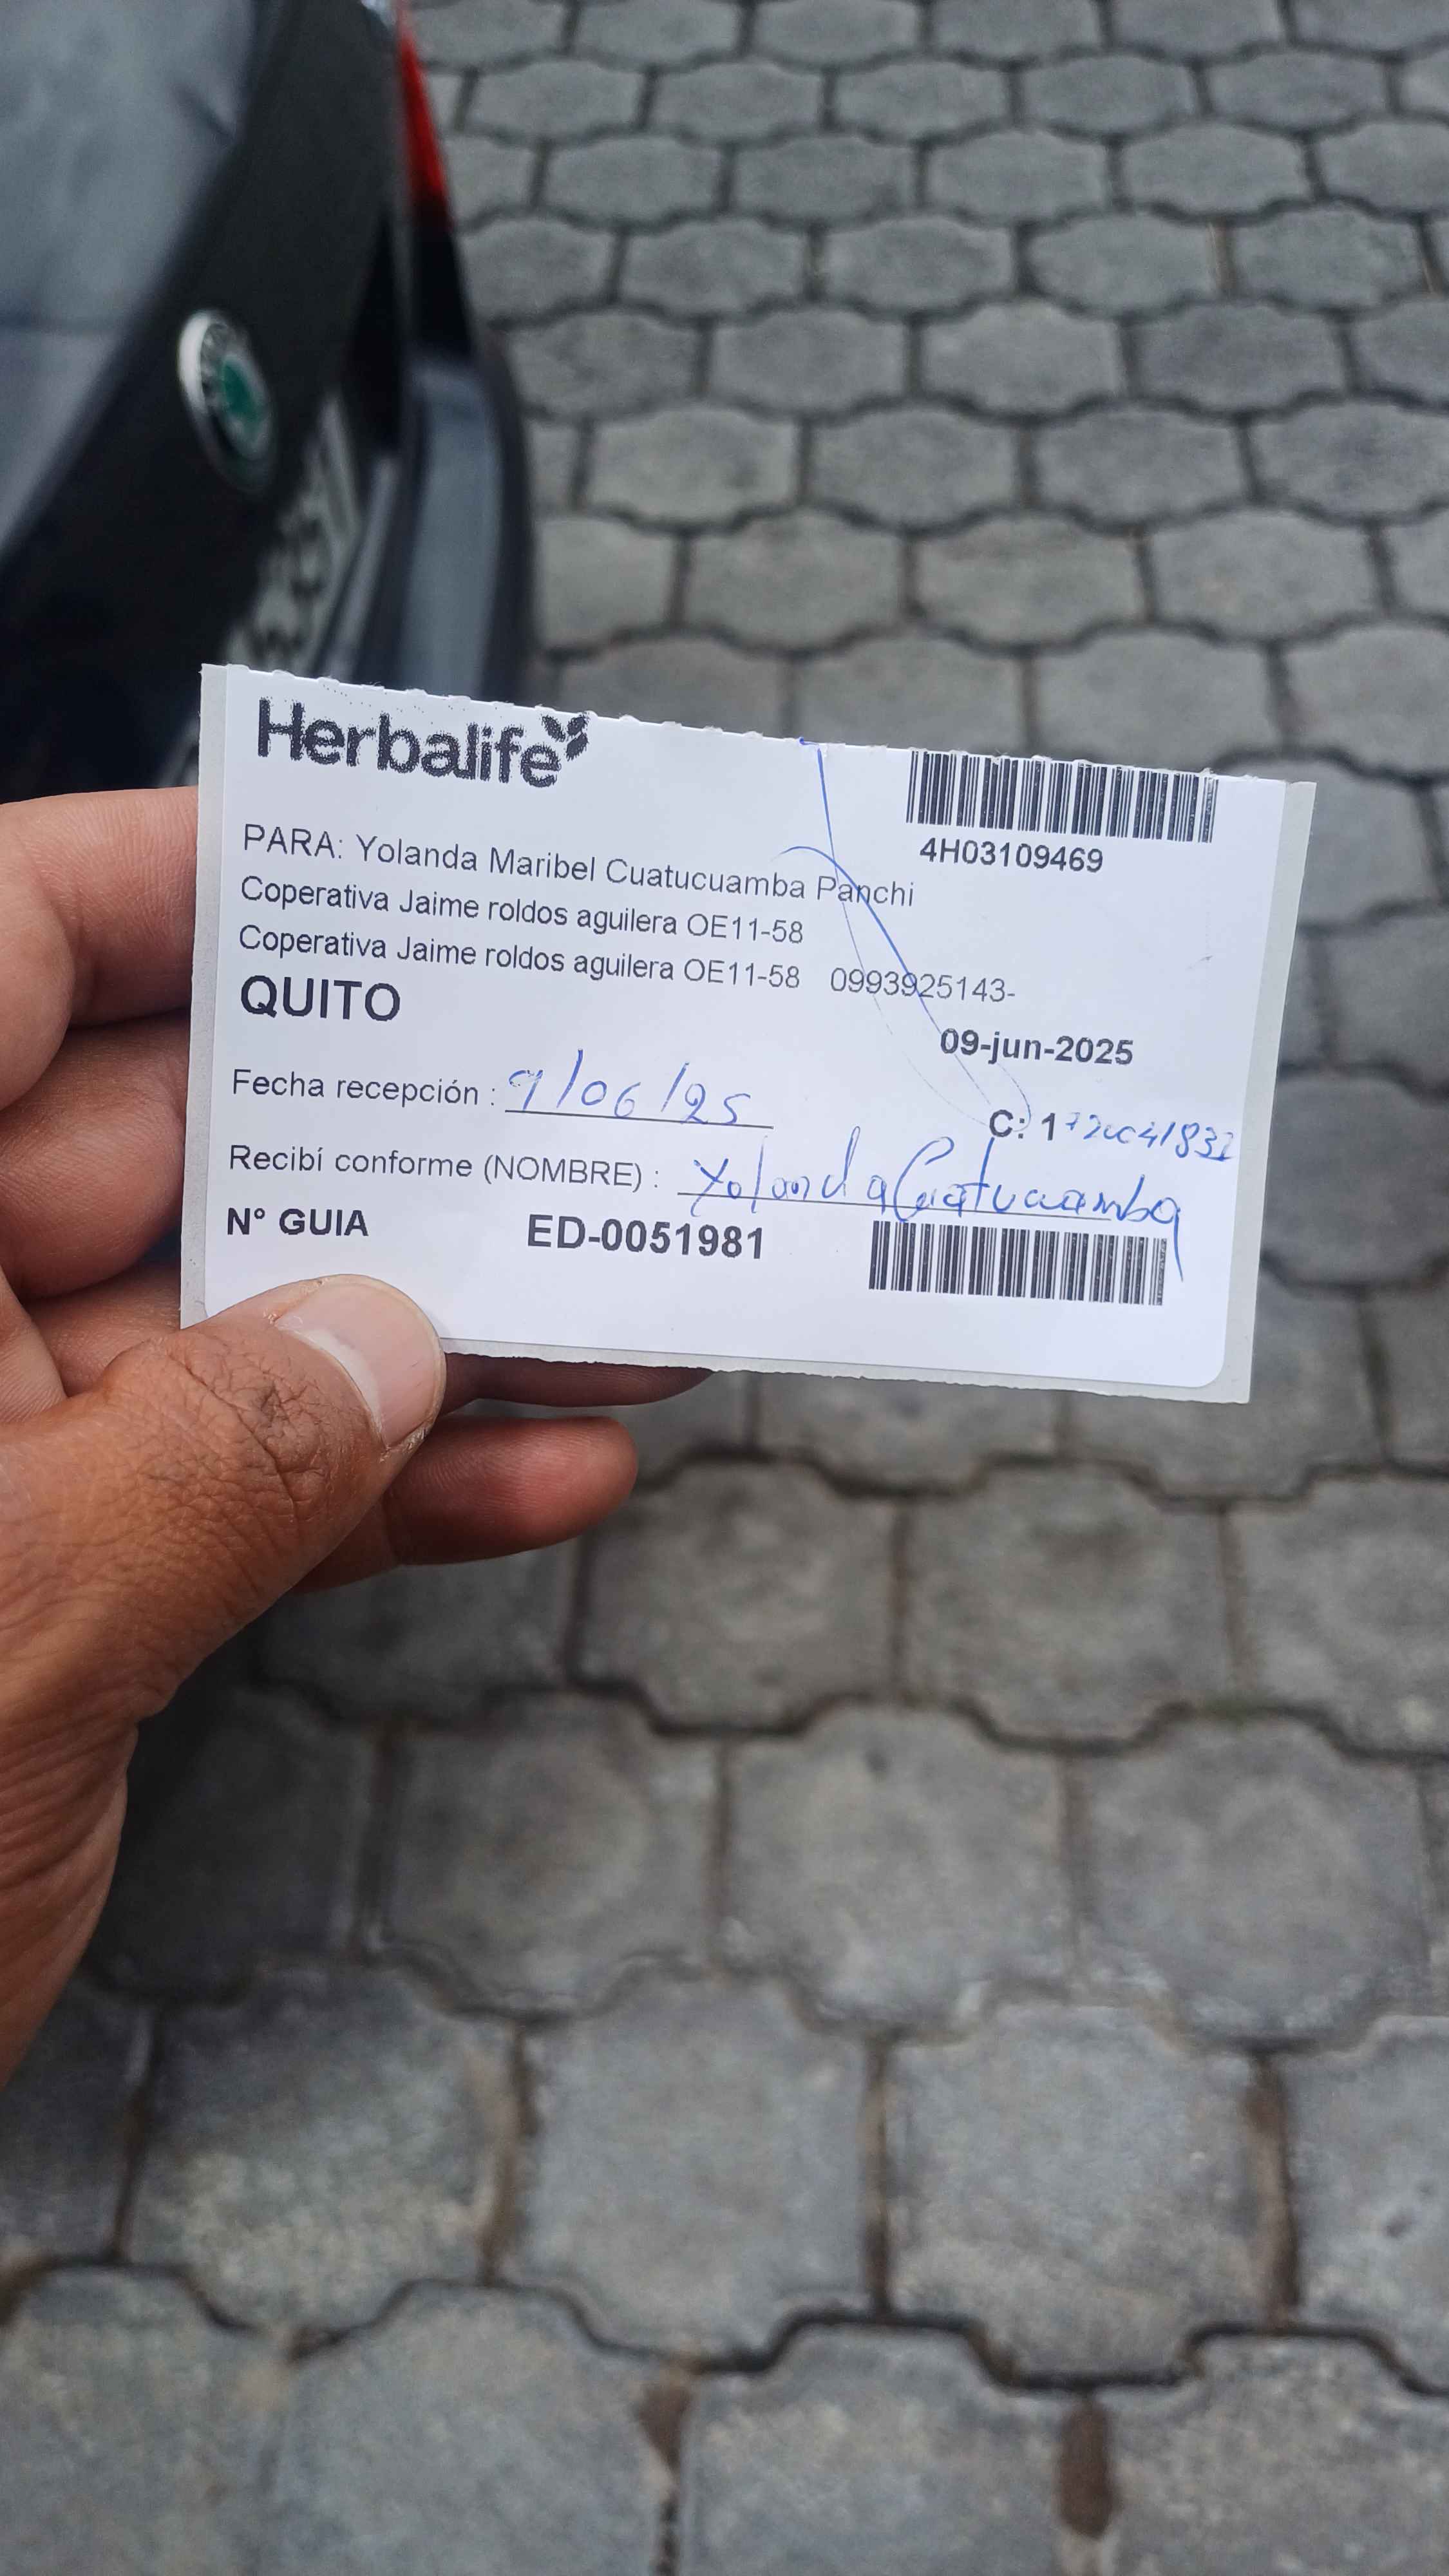 Herbalife
4H03109469
PARA: Yolanda Maribel Cuatucuamba Panchi
Coperativa Jaime roldos aguilera OE11-58
Coperativa Jaime roldos aguilera OE11-58 0993925143-
QUITO
09-jun-2025
Fecha recepción : 9/06/25
C: 1
Recibí conforme (NOMBRE) : Yolanda Cuatucuamba
N° GUIA ED-0051981